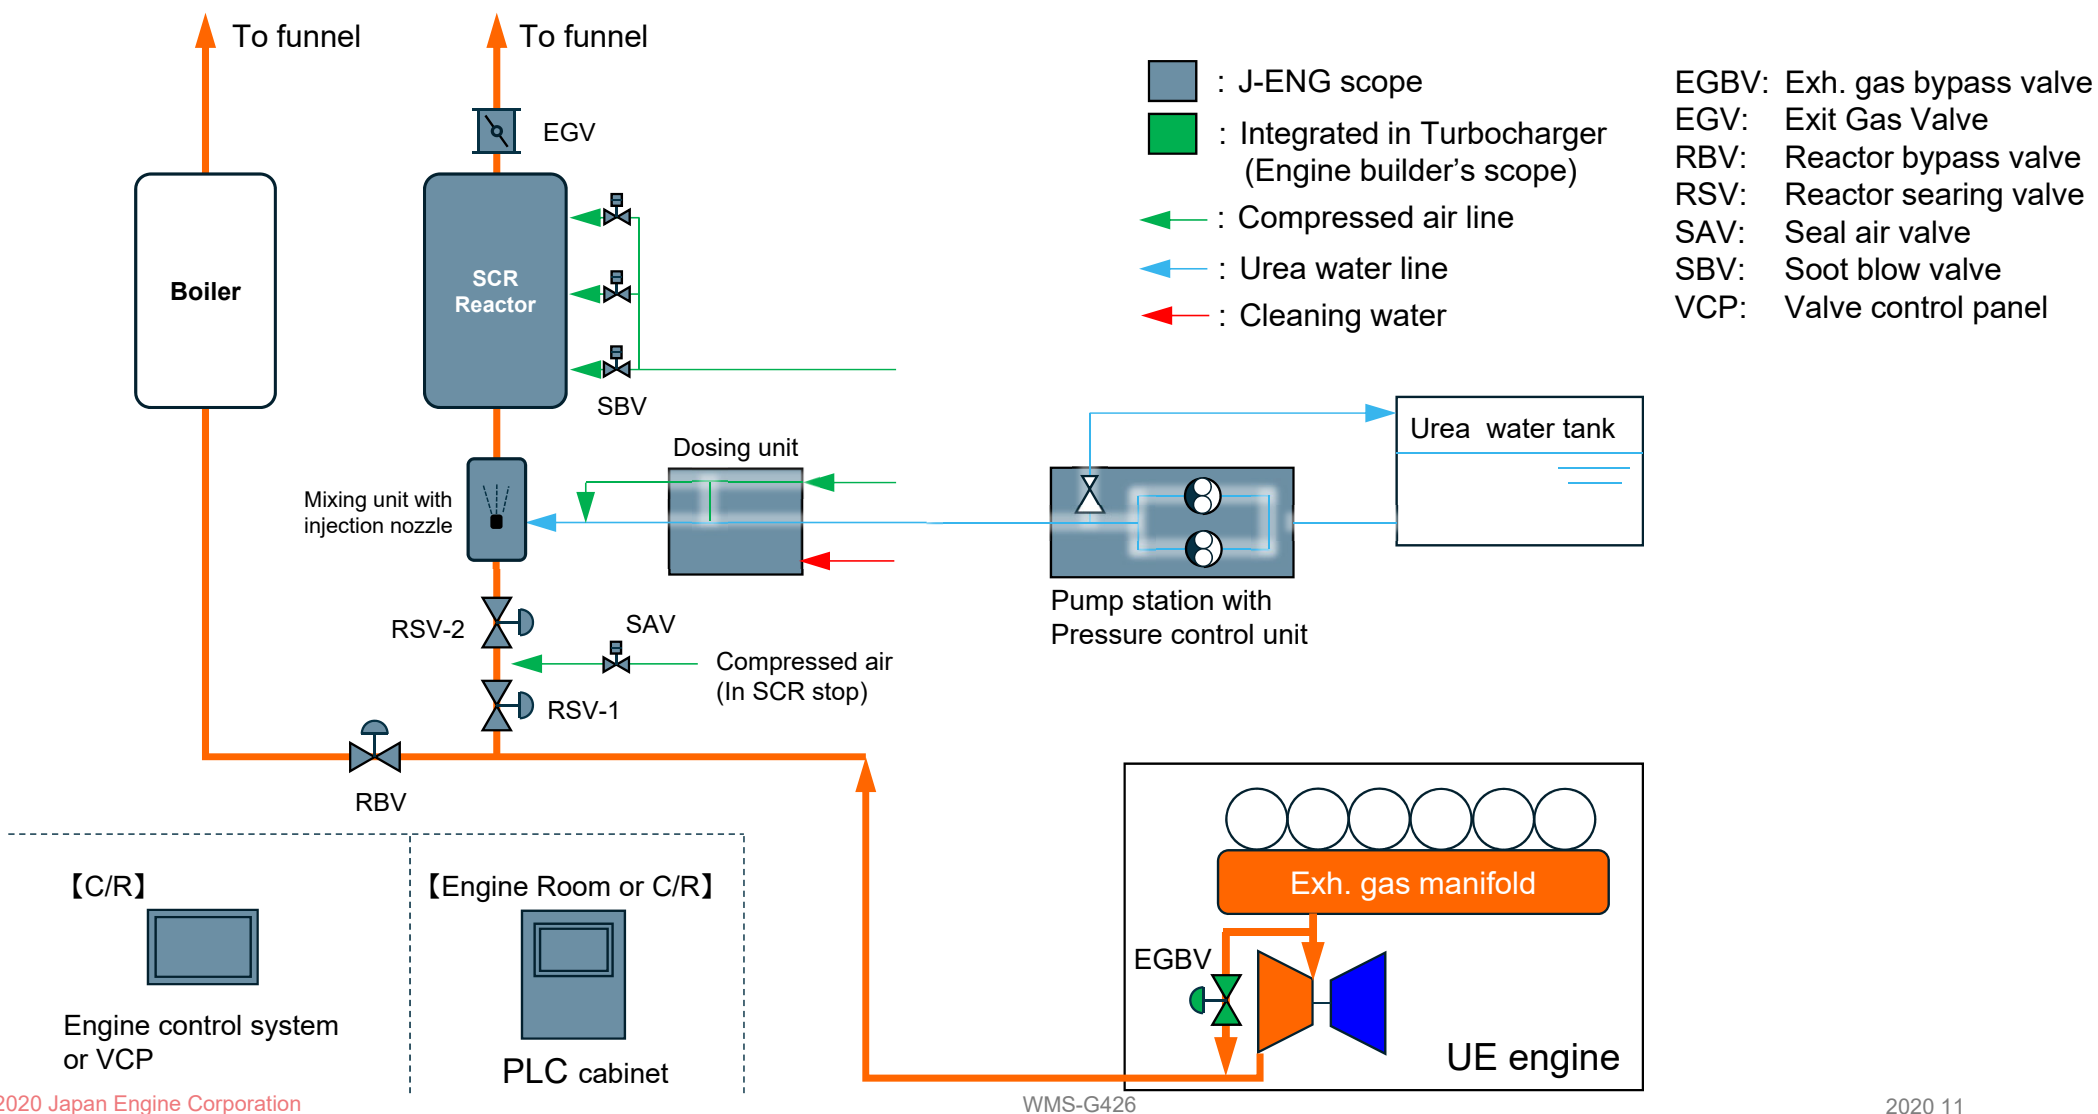 To funnel
To funnel
EGV
Boiler
SCR
Reactor
SBV
: J-ENG scope
: Integrated in Turbocharger
(Engine builder's scope)
: Compressed air line
: Urea water line
: Cleaning water
EGBV: Exh. gas bypass valve
EGV: Exit Gas Valve
RBV: Reactor bypass valve
RSV: Reactor searing valve
SAV: Seal air valve
SBV: Soot blow valve
VCP: Valve control panel
Dosing unit
Mixing unit with
injection nozzle
Urea water tank
Pump station with
Pressure control unit
RSV-2
SAV
Compressed air
(In SCR stop)
RSV-1
RBV
【C/R】
Engine control system
or VCP
【Engine Room or C/R】
PLC cabinet
Exh. gas manifold
EGBV
UE engine
2020 Japan Engine Corporation
WMS-G426
2020 11